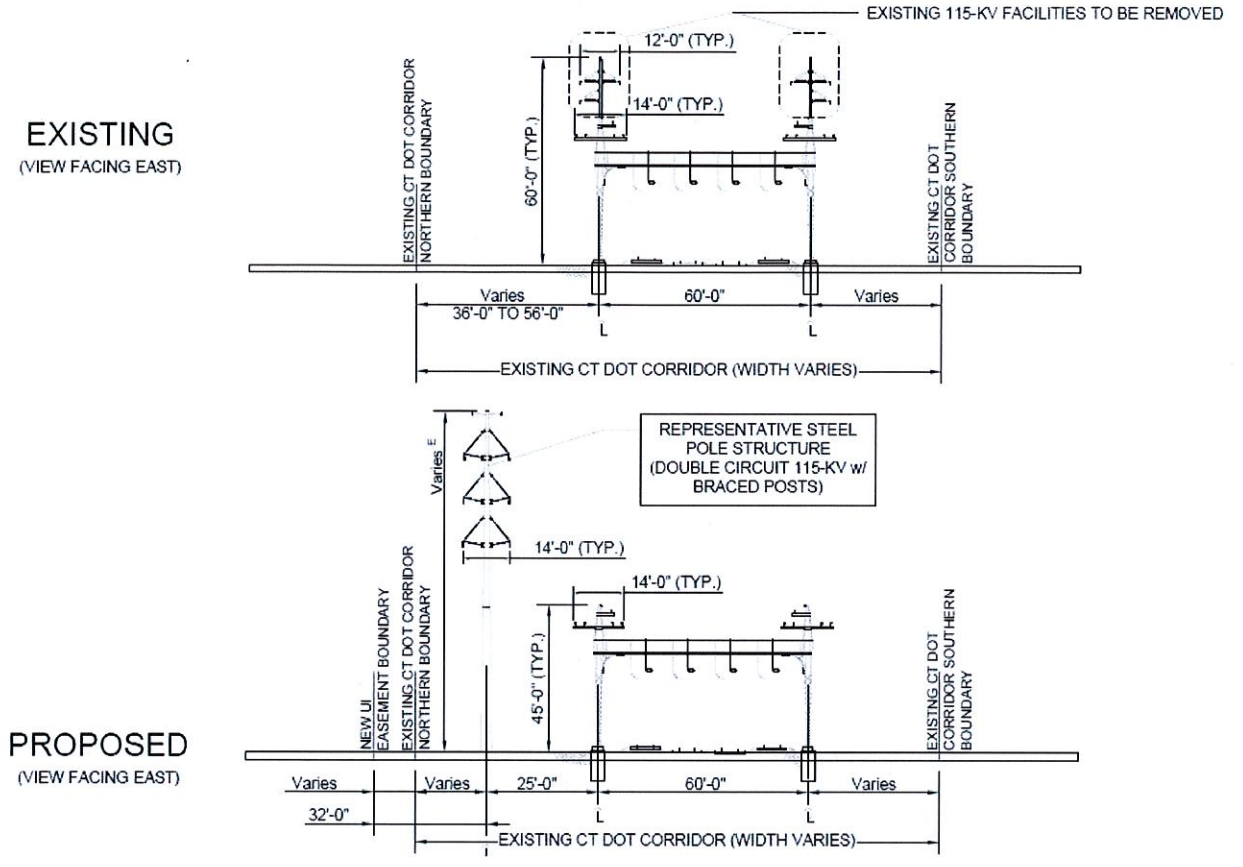 EXISTING 115-KV FACILITIES TO BE REMOVED
12'-0" (TYP.)
14'-0" (TYP.)
60'-0" (TYP.)
EXISTING
(VIEW FACING EAST)
EXISTING CT DOT CORRIDOR
NORTHERN BOUNDARY
EXISTNG CT DOT
CORRIDOR SOUTHERN
BOUNDARY
Varies
36'-0" TO 56'-0"
60'-0"
Varies
L
L
EXISTING CT DOT CORRIDOR (WIDTH VARIES)
Varies E
REPRESENTATIVE STEEL
POLE STRUCTURE
(DOUBLE CIRCUIT 115-KV w/
BRACED POSTS)
14'-0" (TYP.)
14'-0" (TYP.)
45'-0" (TYP.)
PROPOSED
(VIEW FACING EAST)
NEW UI
EASEMENT BOUNDARY
EXISTING CT DOT CORRIDOR
NORTHERN BOUNDARY
EXISTNG CT DOT
CORRIDOR SOUTHERN
BOUNDARY
Varies
Varies
25'-0"
60'-0"
Varies
32'-0"
L
L
EXISTING CT DOT CORRIDOR (WIDTH VARIES)